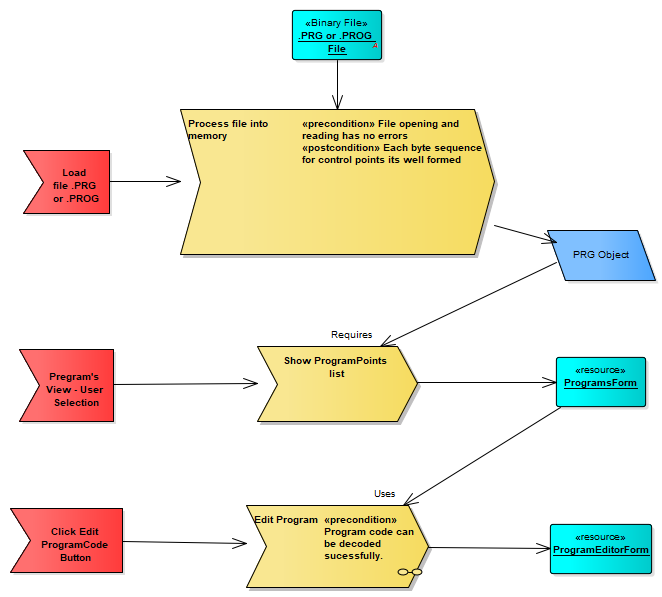 «Binary File»
.PRG or .PROG
File
A
Process file into
memory
«precondition» File opening and
reading has no errors
«postcondition» Each byte sequence
for control points its well formed
Load
file .PRG
or .PROG
PRG Object
Requires
Pregram's
View - User
Selection
Show ProgramPoints
list
«resource»
ProgramsForm
Uses
Click Edit
ProgramCode
Button
Edit Program
«precondition»
Program code can
be decoded
sucessfully.
«resource»
ProgramEditorForm